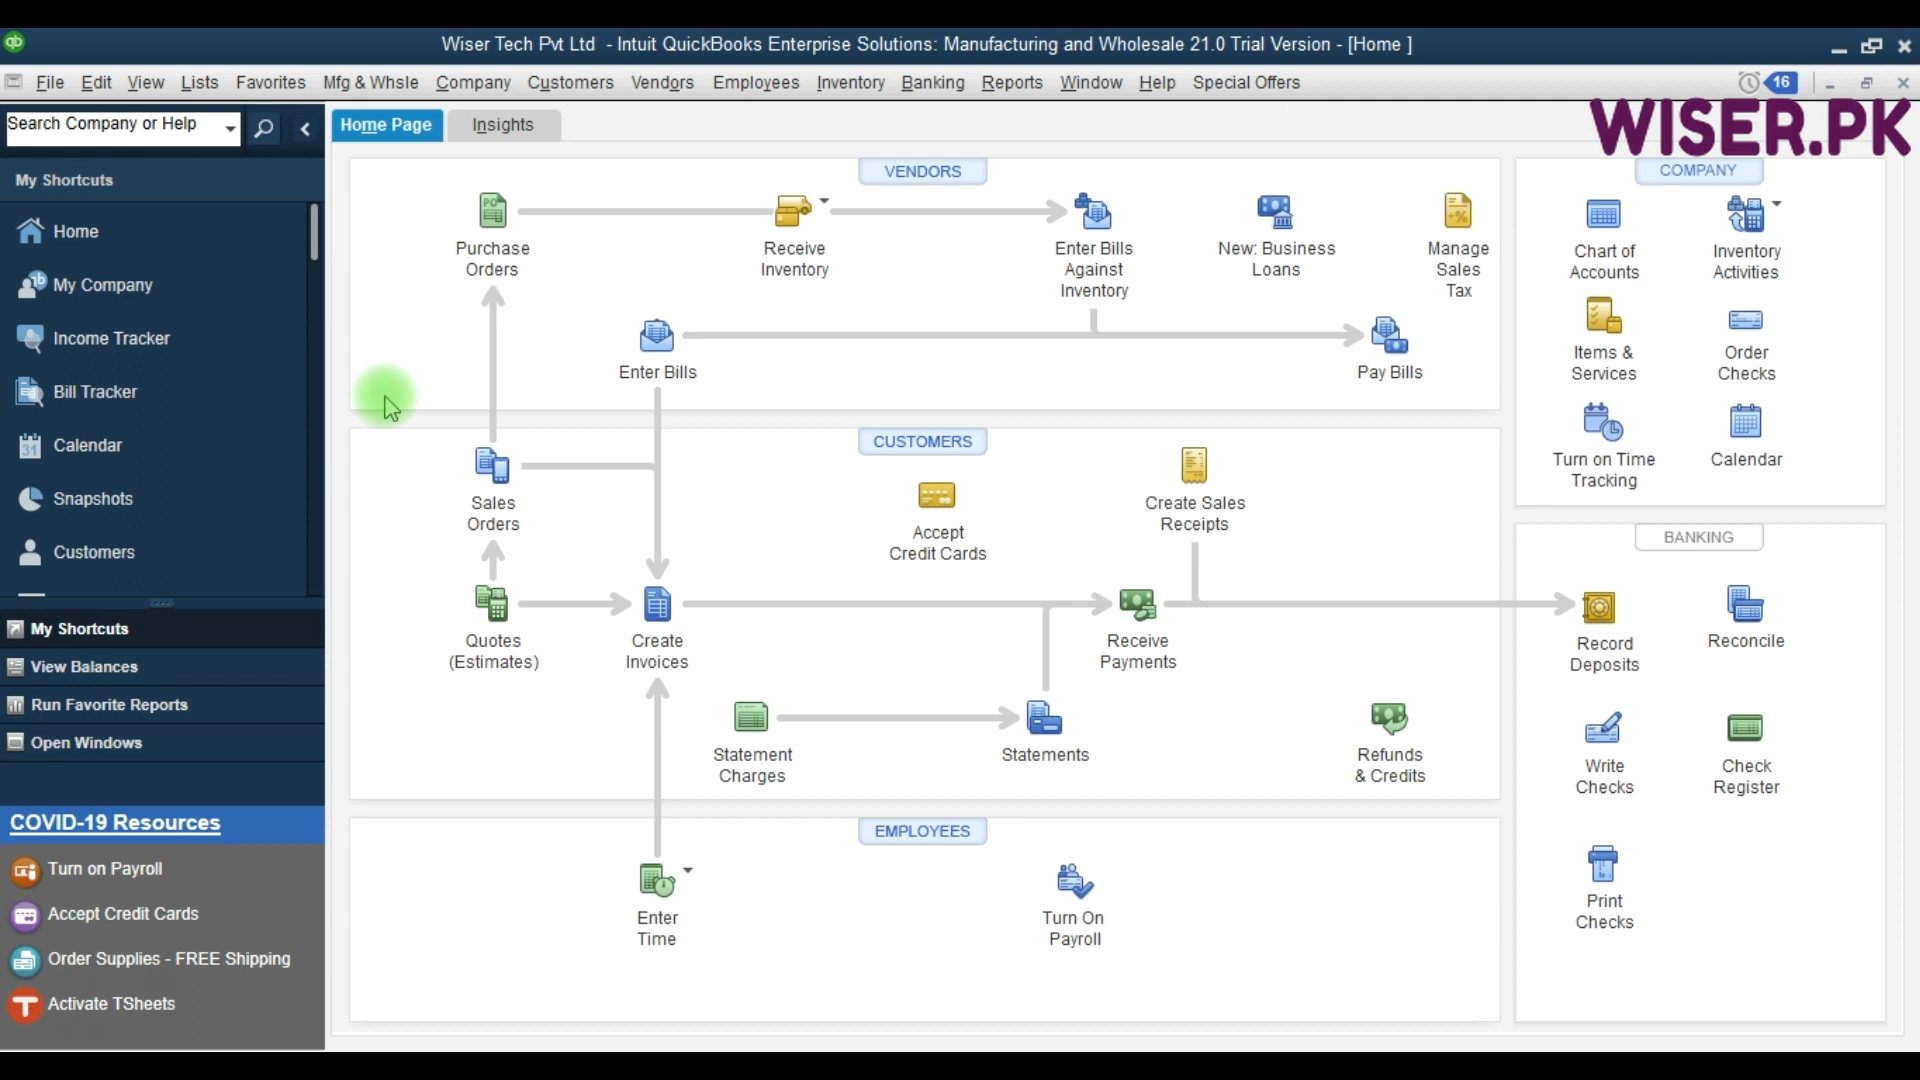 qb
Wiser Tech Pvt Ltd - Intuit QuickBooks Enterprise Solutions: Manufacturing and Wholesale 21.0 Trial Version - [Home ]
File Edit View Lists Favorites Mfg & Whsle Company Customers Vendors Employees Inventory Banking Reports Window Help Special Offers
16
WISER.PK
Search Company or Help
Home Page
Insights
My Shortcuts
Home
My Company
Income Tracker
Bill Tracker
Calendar
Snapshots
Customers
My Shortcuts
View Balances
Run Favorite Reports
Open Windows
COVID-19 Resources
Turn on Payroll
Accept Credit Cards
Order Supplies - FREE Shipping
Activate TSheets
VENDORS
Purchase
Orders
Receive
Inventory
Enter Bills
Against
Inventory
New: Business
Loans
Manage
Sales
Tax
Enter Bills
Pay Bills
CUSTOMERS
Sales
Orders
Accept
Credit Cards
Create Sales
Receipts
Quotes
(Estimates)
Create
Invoices
Receive
Payments
Statement
Charges
Statements
Refunds
& Credits
EMPLOYEES
Enter
Time
Turn On
Payroll
COMPANY
Chart of
Accounts
Inventory
Activities
Items &
Services
Order
Checks
Turn on Time
Tracking
Calendar
BANKING
Record
Deposits
Reconcile
Write
Checks
Check
Register
Print
Checks